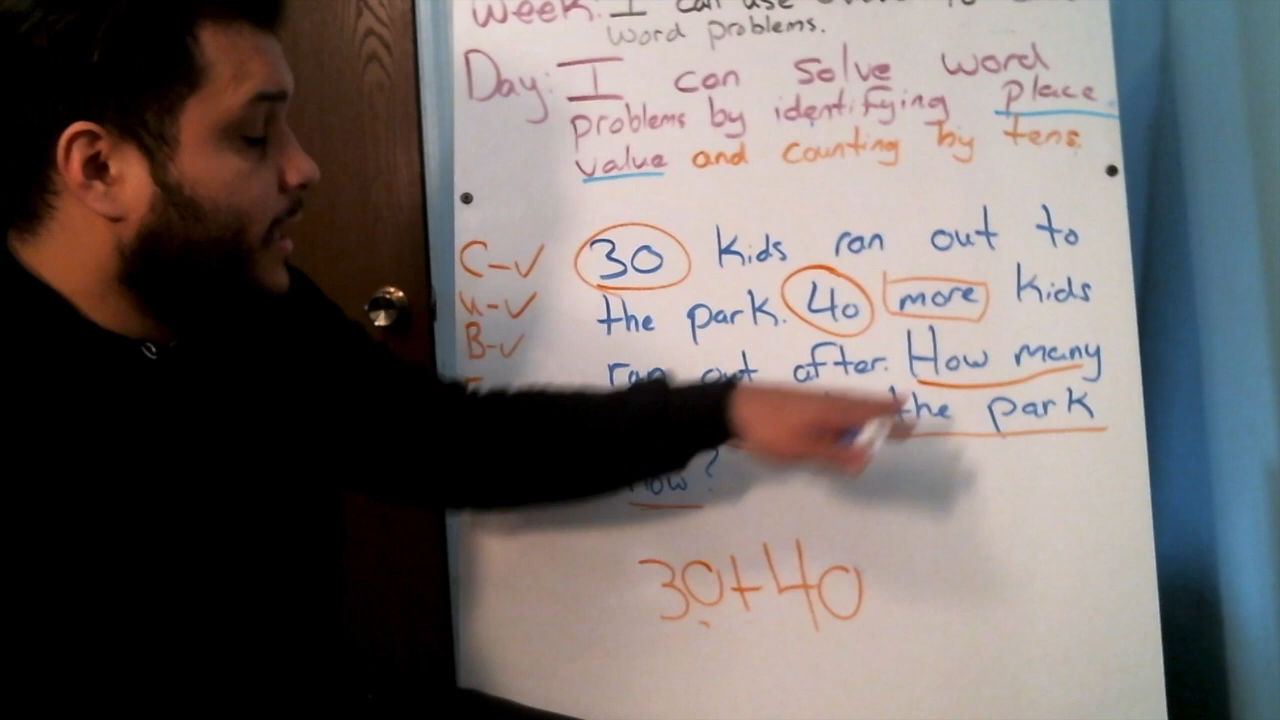 Week: I can use
word problems.
Day: I can solve word
problems by identifying place
value and counting by tens.
C-✓ 30 kids ran out to
U-✓ the park. 40 more kids
B-✓ ran out after. How many
the park
now?
30+40